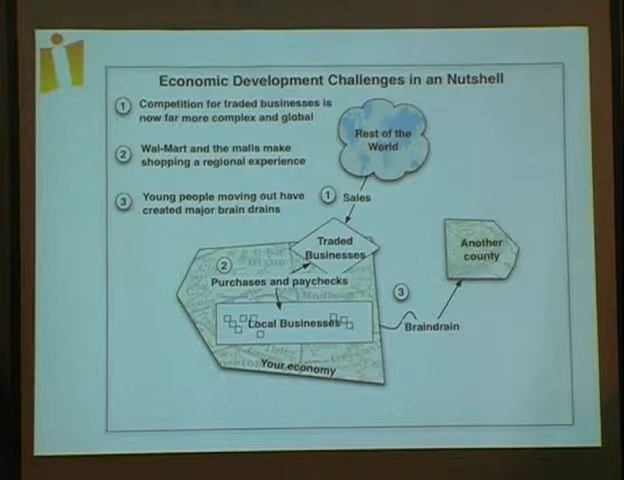 Economic Development Challenges in an Nutshell
1 Competition for traded businesses is
now far more complex and global
2 Wal-Mart and the malls make
shopping a regional experience
3 Young people moving out have
created major brain drains
Rest of the
World
1 Sales
Traded
Businesses
Another
county
2
Purchases and paychecks
3
Local Businesses
Braindrain
Your economy